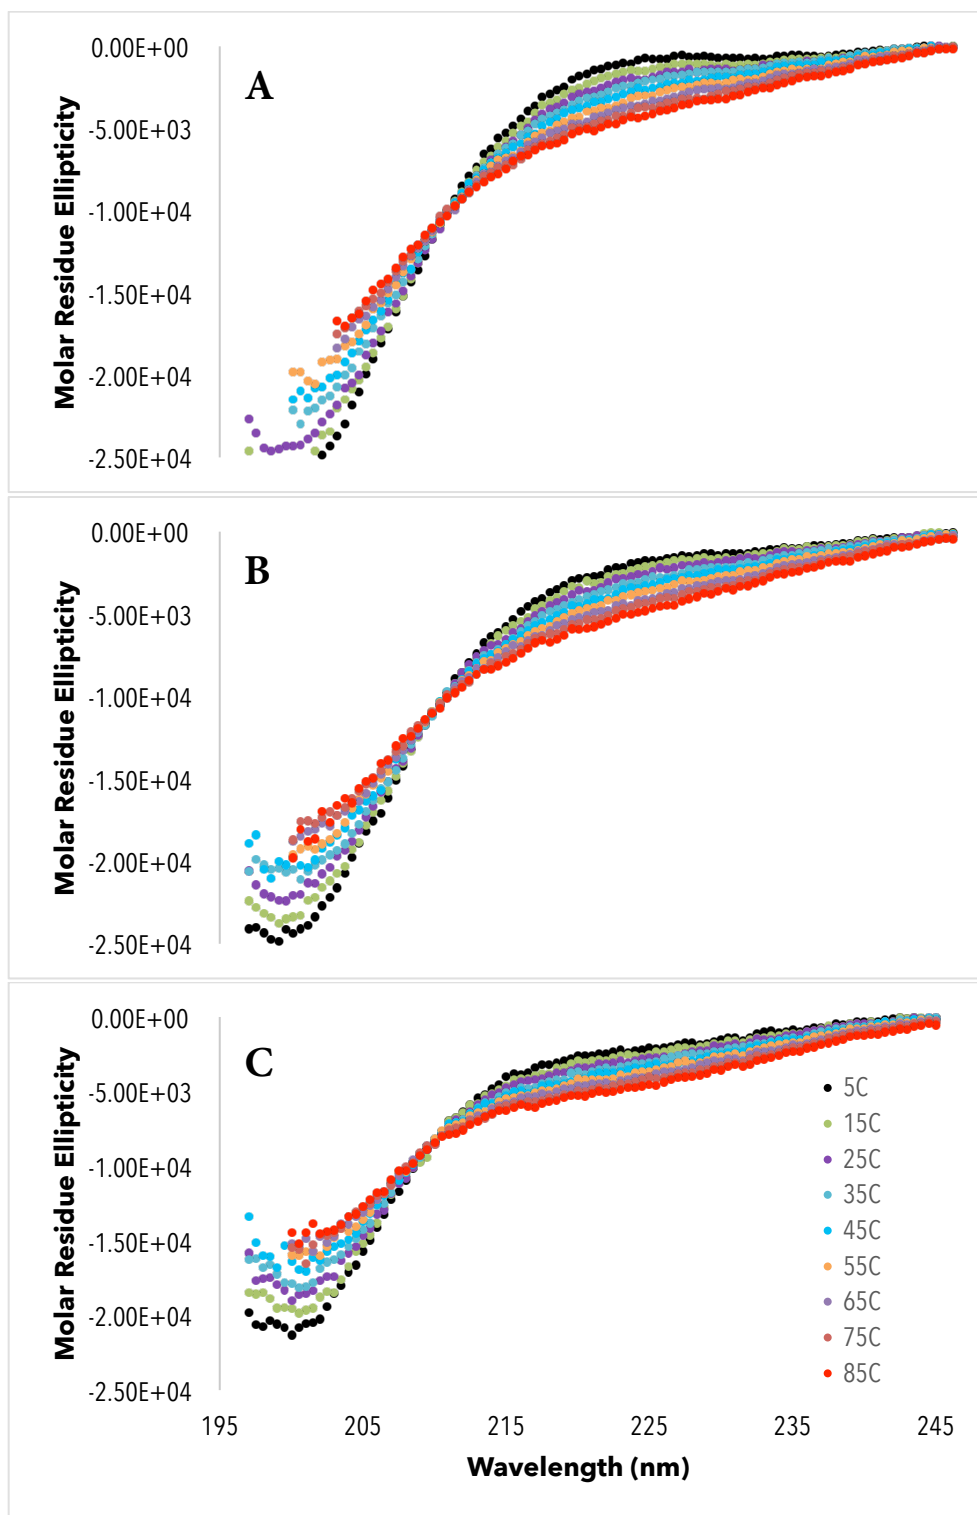 A
Molar Residue Ellipticity
0.00E+00
-5.00E+03
-1.00E+04
-1.50E+04
-2.00E+04
-2.50E+04
B
Molar Residue Ellipticity
0.00E+00
-5.00E+03
-1.00E+04
-1.50E+04
-2.00E+04
-2.50E+04
C
Molar Residue Ellipticity
0.00E+00
-5.00E+03
-1.00E+04
-1.50E+04
-2.00E+04
-2.50E+04
5C
15C
25C
35C
45C
55C
65C
75C
85C
195 205 215 225 235 245
Wavelength (nm)